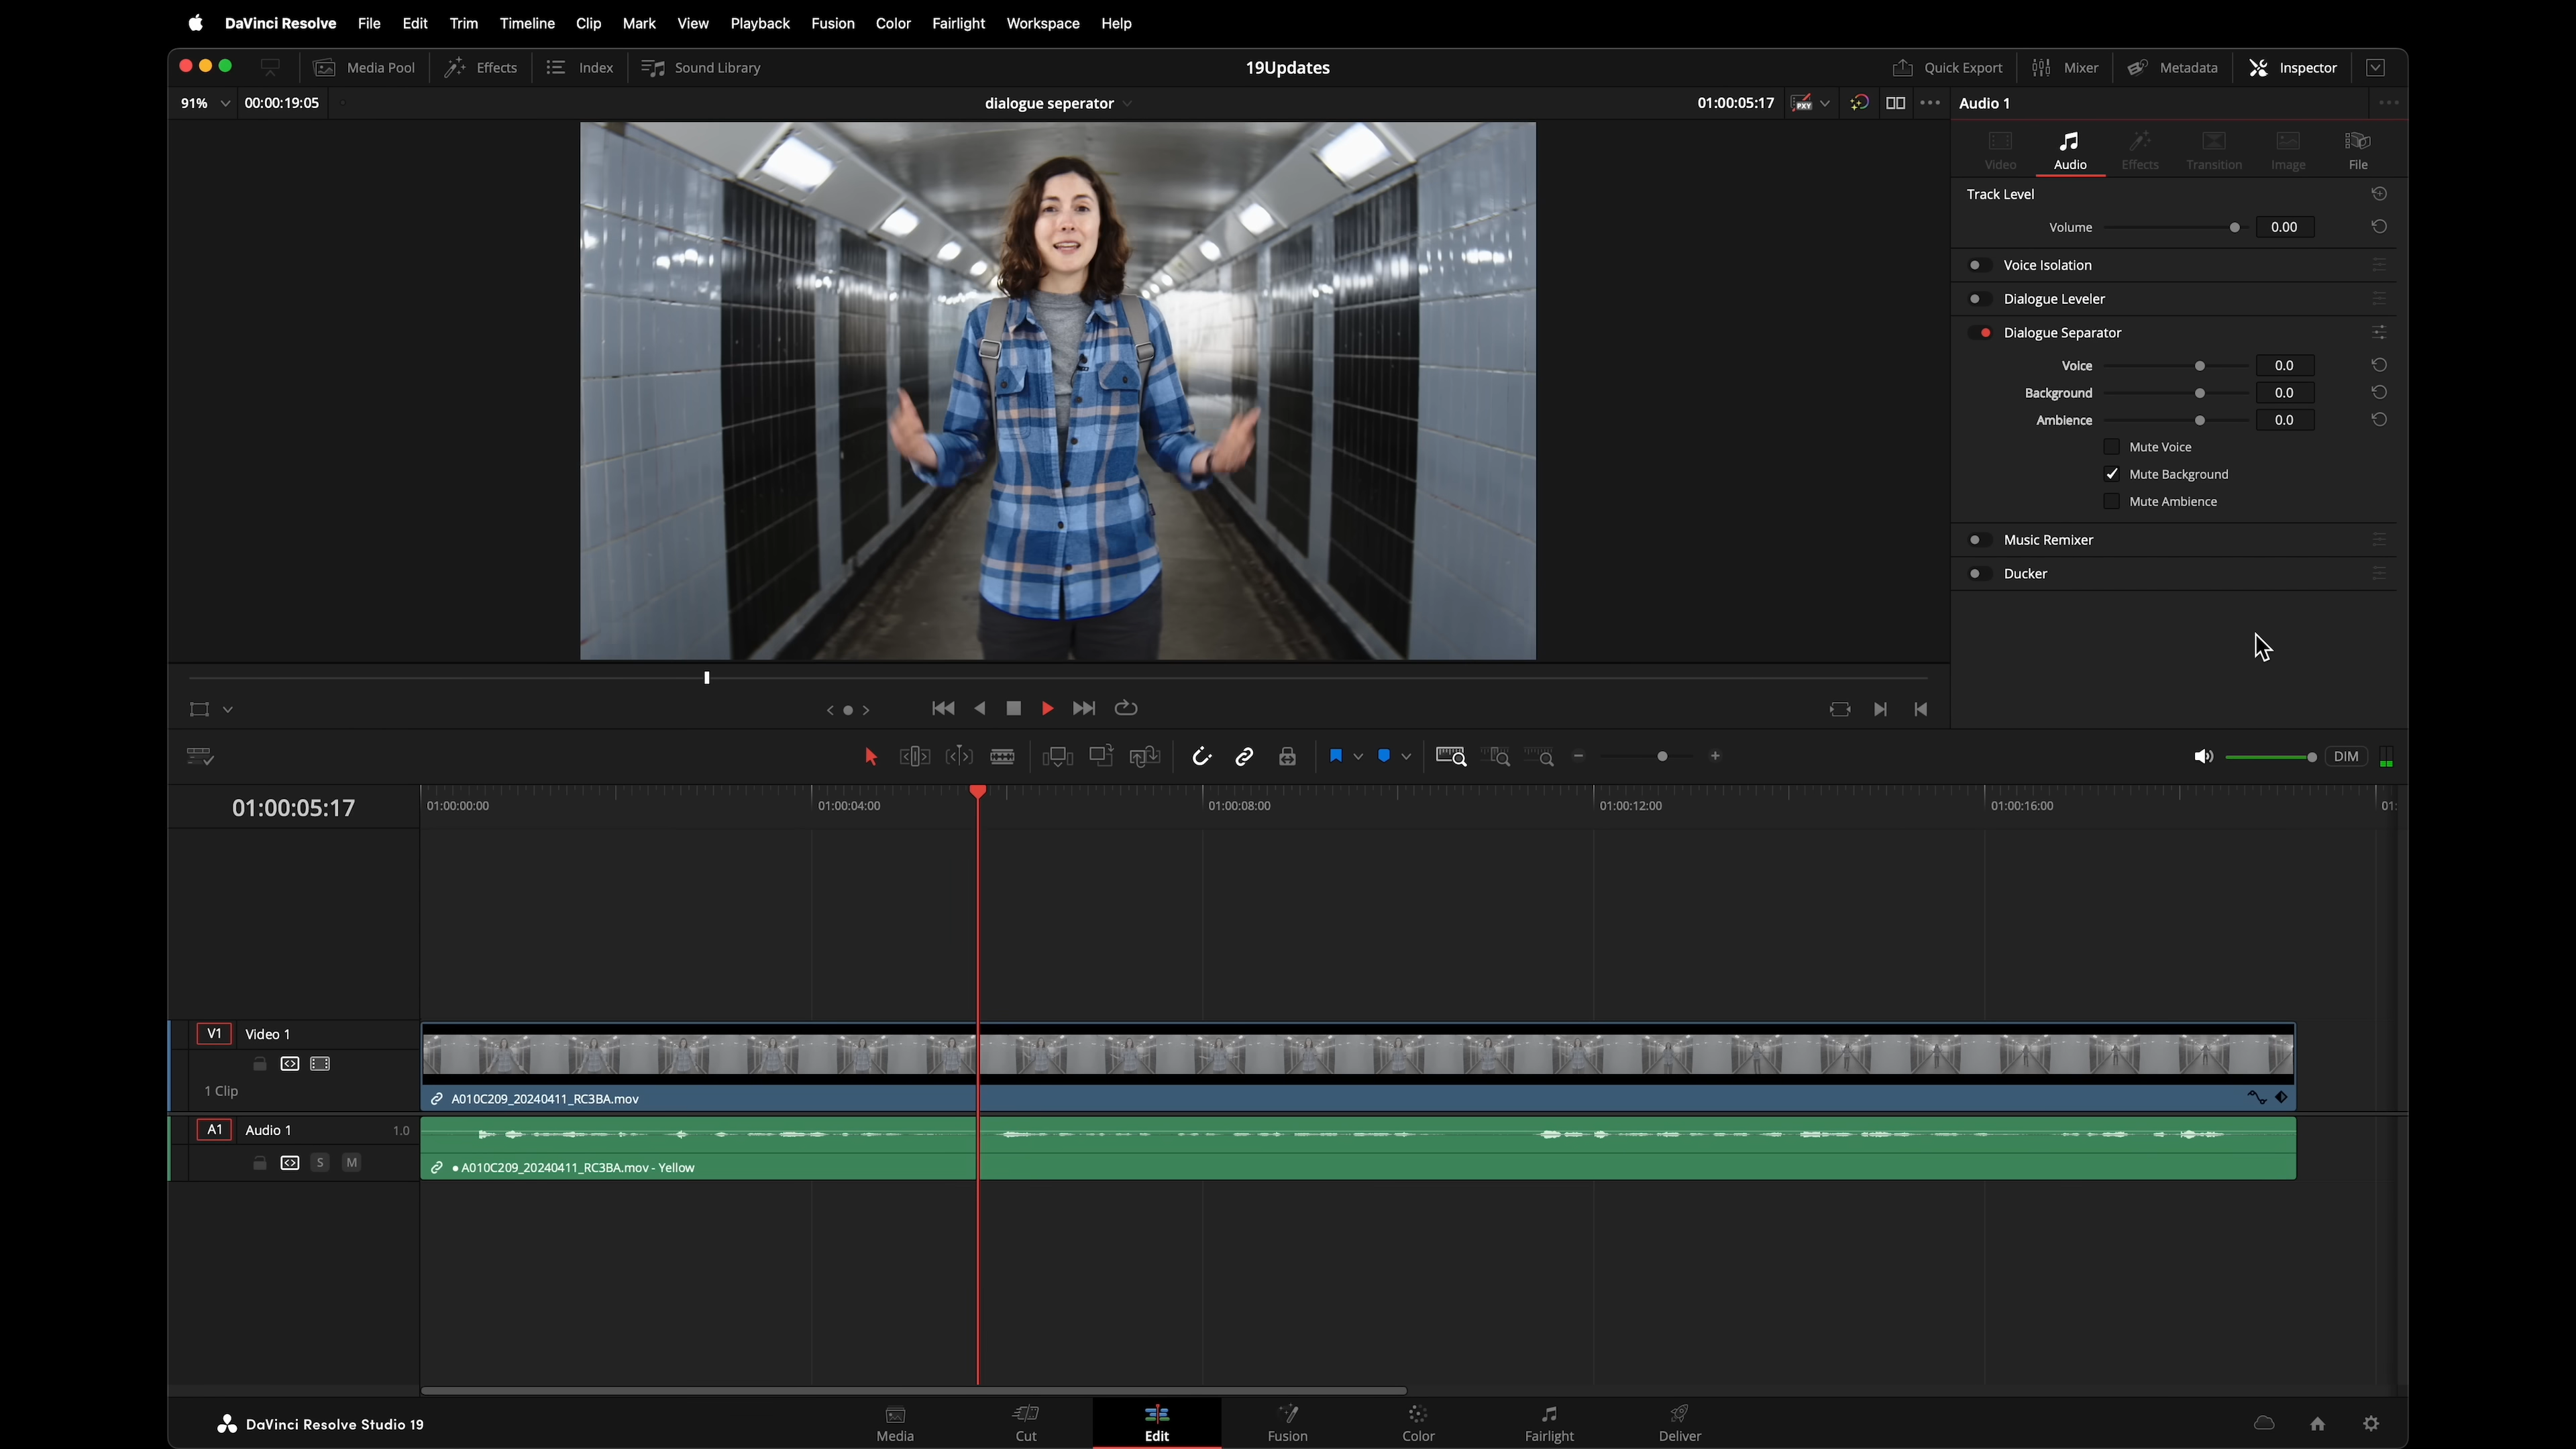 DaVinci Resolve File Edit Trim Timeline Clip Mark View Playback Fusion Color Fairlight Workspace Help
Media Pool Effects Index Sound Library 19Updates Quick Export Mixer Metadata Inspector
91% 00:00:19:05 dialogue seperator 01:00:05:17 PXY Audio 1
Video Audio Effects Transition Image File
Track Level
Volume 0.00
Voice Isolation
Dialogue Leveler
Dialogue Separator
Voice 0.0
Background 0.0
Ambience 0.0
Mute Voice
Mute Background
Mute Ambience
Music Remixer
Ducker
DIM
01:00:05:17 01:00:00:00 01:00:04:00 01:00:08:00 01:00:12:00 01:00:16:00 01:
V1 Video 1
1 Clip
A010C209_20240411_RC3BA.mov
A1 Audio 1 1.0
S M
A010C209_20240411_RC3BA.mov - Yellow
DaVinci Resolve Studio 19
Media Cut Edit Fusion Color Fairlight Deliver